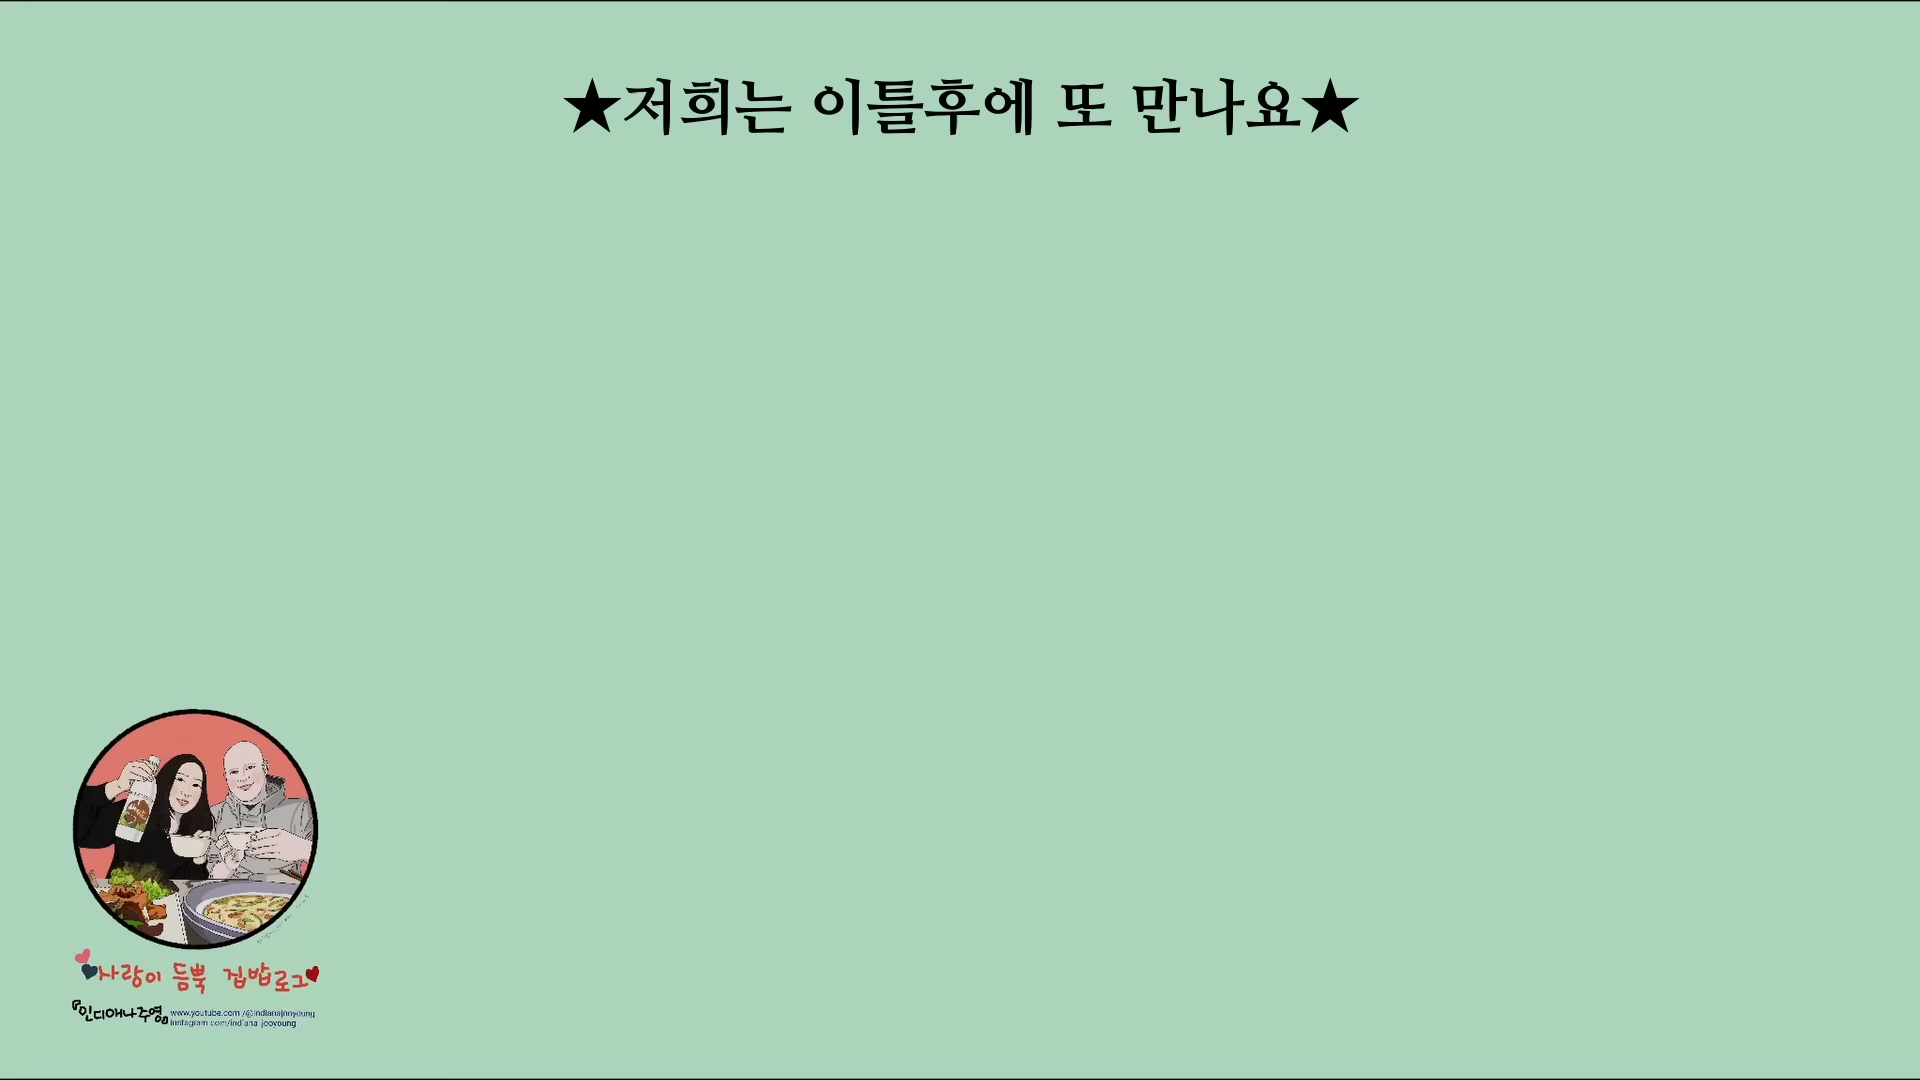 ★저희는 이틀후에 또 만나요★
사랑이 듬뿍 집밥로그
『인디애나주영』
www.youtube.com/@indianajooyoung
instagram.com/indiana_jooyoung